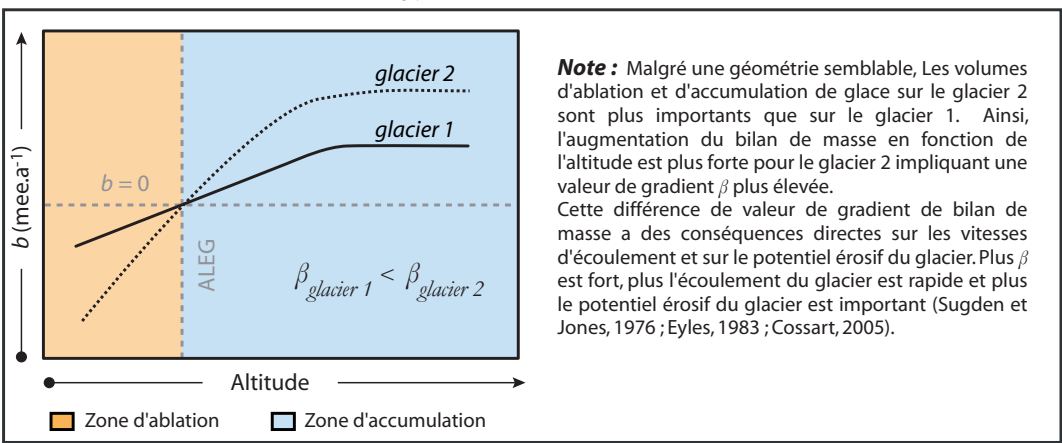 glacier 2
glacier 1
b = 0
b (mee.a-1)
ALEG
βglacier 1 < βglacier 2
Altitude
Zone d'ablation
Zone d'accumulation
Note : Malgré une géométrie semblable, Les volumes
d'ablation et d'accumulation de glace sur le glacier 2
sont plus importants que sur le glacier 1. Ainsi,
l'augmentation du bilan de masse en fonction de
l'altitude est plus forte pour le glacier 2 impliquant une
valeur de gradient β plus élevée.
Cette différence de valeur de gradient de bilan de
masse a des conséquences directes sur les vitesses
d'écoulement et sur le potentiel érosif du glacier. Plus β
est fort, plus l'écoulement du glacier est rapide et plus
le potentiel érosif du glacier est important (Sugden et
Jones, 1976 ; Eyles, 1983 ; Cossart, 2005).